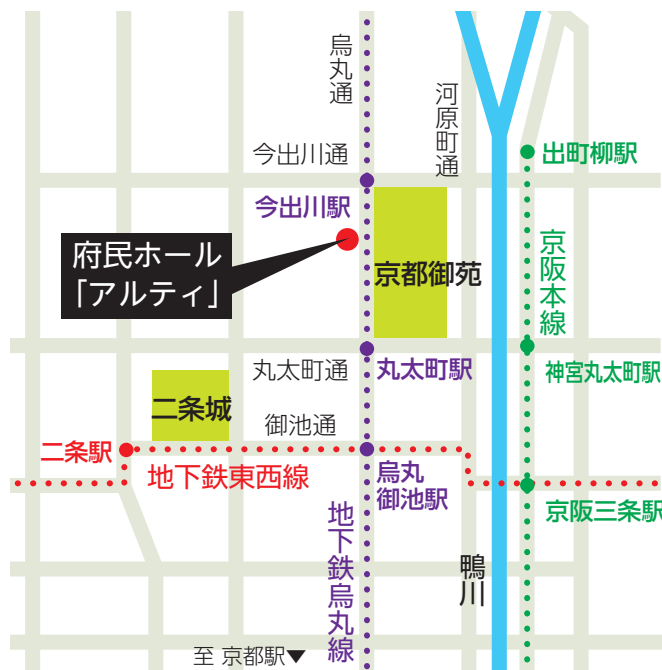 烏丸通
河原町通
今出川通
出町柳駅
今出川駅
府民ホール
「アルティ」
京都御苑
京阪本線
丸太町通
丸太町駅
神宮丸太町駅
二条城
御池通
二条駅
地下鉄東西線
烏丸
御池駅
京阪三条駅
地下鉄烏丸線
鴨川
至 京都駅▼